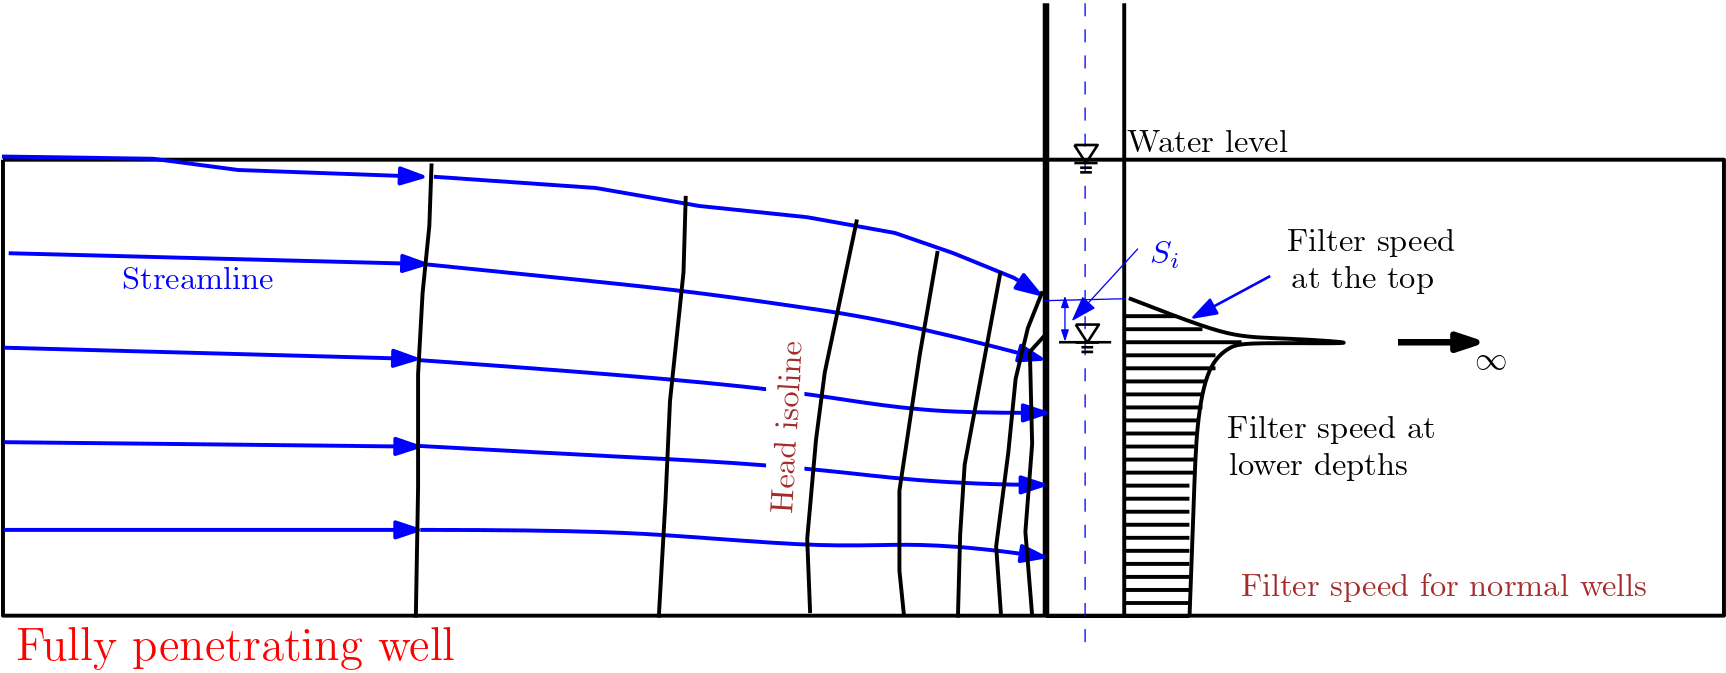 Water level
Filter speed
at the top
S_i
Streamline
Head isoline
∞
Filter speed at
lower depths
Filter speed for normal wells
Fully penetrating well